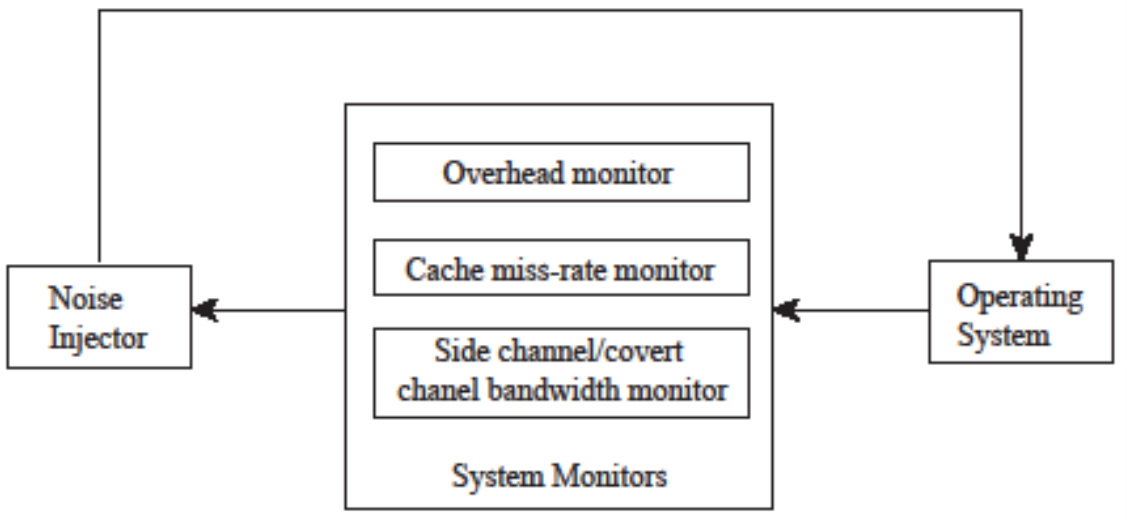 Overhead monitor
Cache miss-rate monitor
Noise
Injector
Operating
System
Side channel/covert
chanel bandwidth monitor
System Monitors